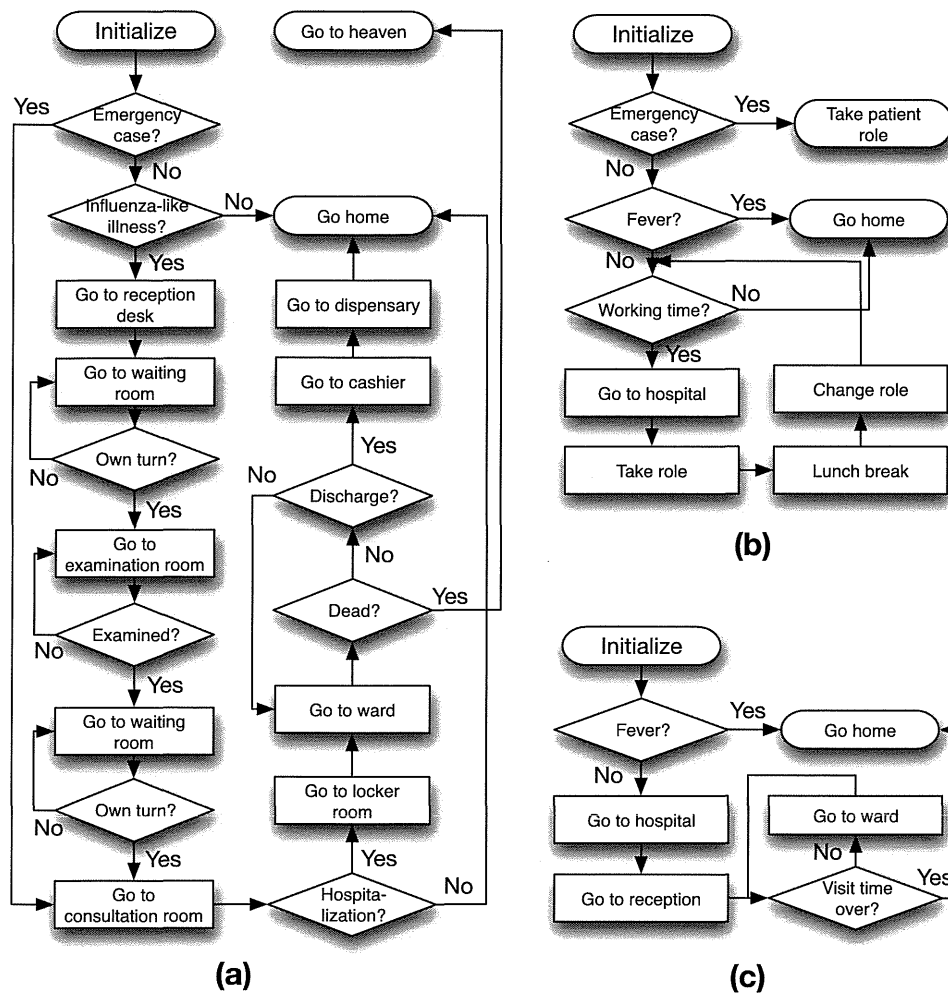 Initialize
Yes
Emergency
case?
No
Influenza-like
illness?
No
Yes
Go to reception
desk
Go to waiting
room
Own turn?
No
Yes
Go to
examination room
Examined?
No
Yes
Go to waiting
room
Own turn?
No
Yes
Go to
consultation room
Hospita-
lization?
No
Yes
Go to locker
room
Go to ward
Dead?
Yes
No
Discharge?
No
Yes
Go to cashier
Go to dispensary
Go home
Go to heaven
(a)
Initialize
Emergency
case?
Yes
Take patient
role
No
Fever?
Yes
Go home
No
Working time?
No
Yes
Go to hospital
Take role
Lunch break
Change role
(b)
Initialize
Fever?
Yes
Go home
No
Go to hospital
Go to reception
Visit time
over?
No
Yes
Go to ward
(c)